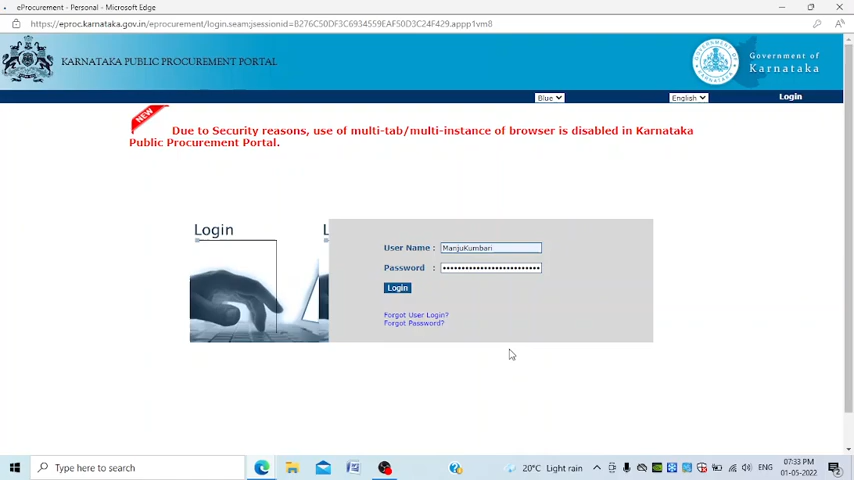 eProcurement - Personal - Microsoft Edge
https://eproc.karnataka.gov.in/eprocurement/login.seam;jsessionid=B276C50DF3C6934559EAF50D3C24F429.appp1vm8
KARNATAKA PUBLIC PROCUREMENT PORTAL
Government of
Karnataka
Blue
English
Login
NEW
Due to Security reasons, use of multi-tab/multi-instance of browser is disabled in Karnataka
Public Procurement Portal.
Login
L
User Name : ManjuKumbari
Password :
Login
Forgot User Login?
Forgot Password?
Type here to search
20°C Light rain
ENG
07:33 PM
01-05-2022
2